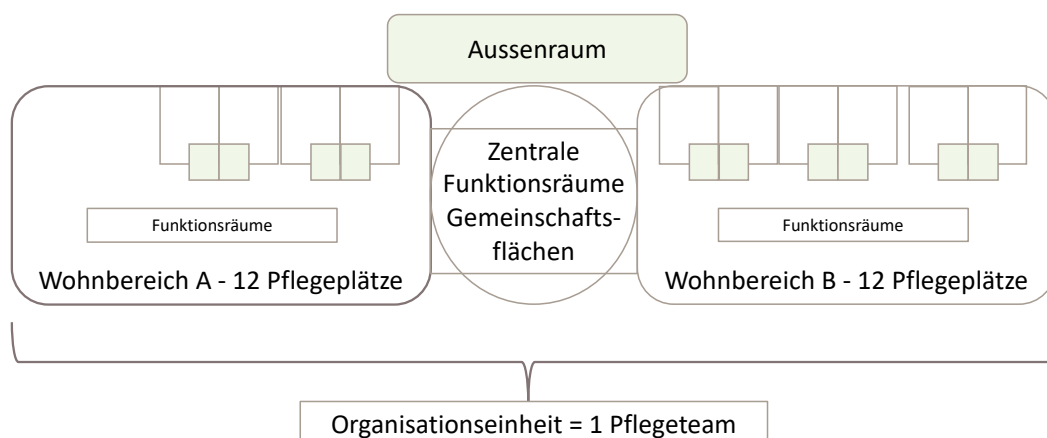 Aussenraum
Zentrale
Funktionsräume
Gemeinschafts-
flächen
Funktionsräume
Funktionsräume
Wohnbereich A - 12 Pflegeplätze
Wohnbereich B - 12 Pflegeplätze
Organisationseinheit = 1 Pflegeteam